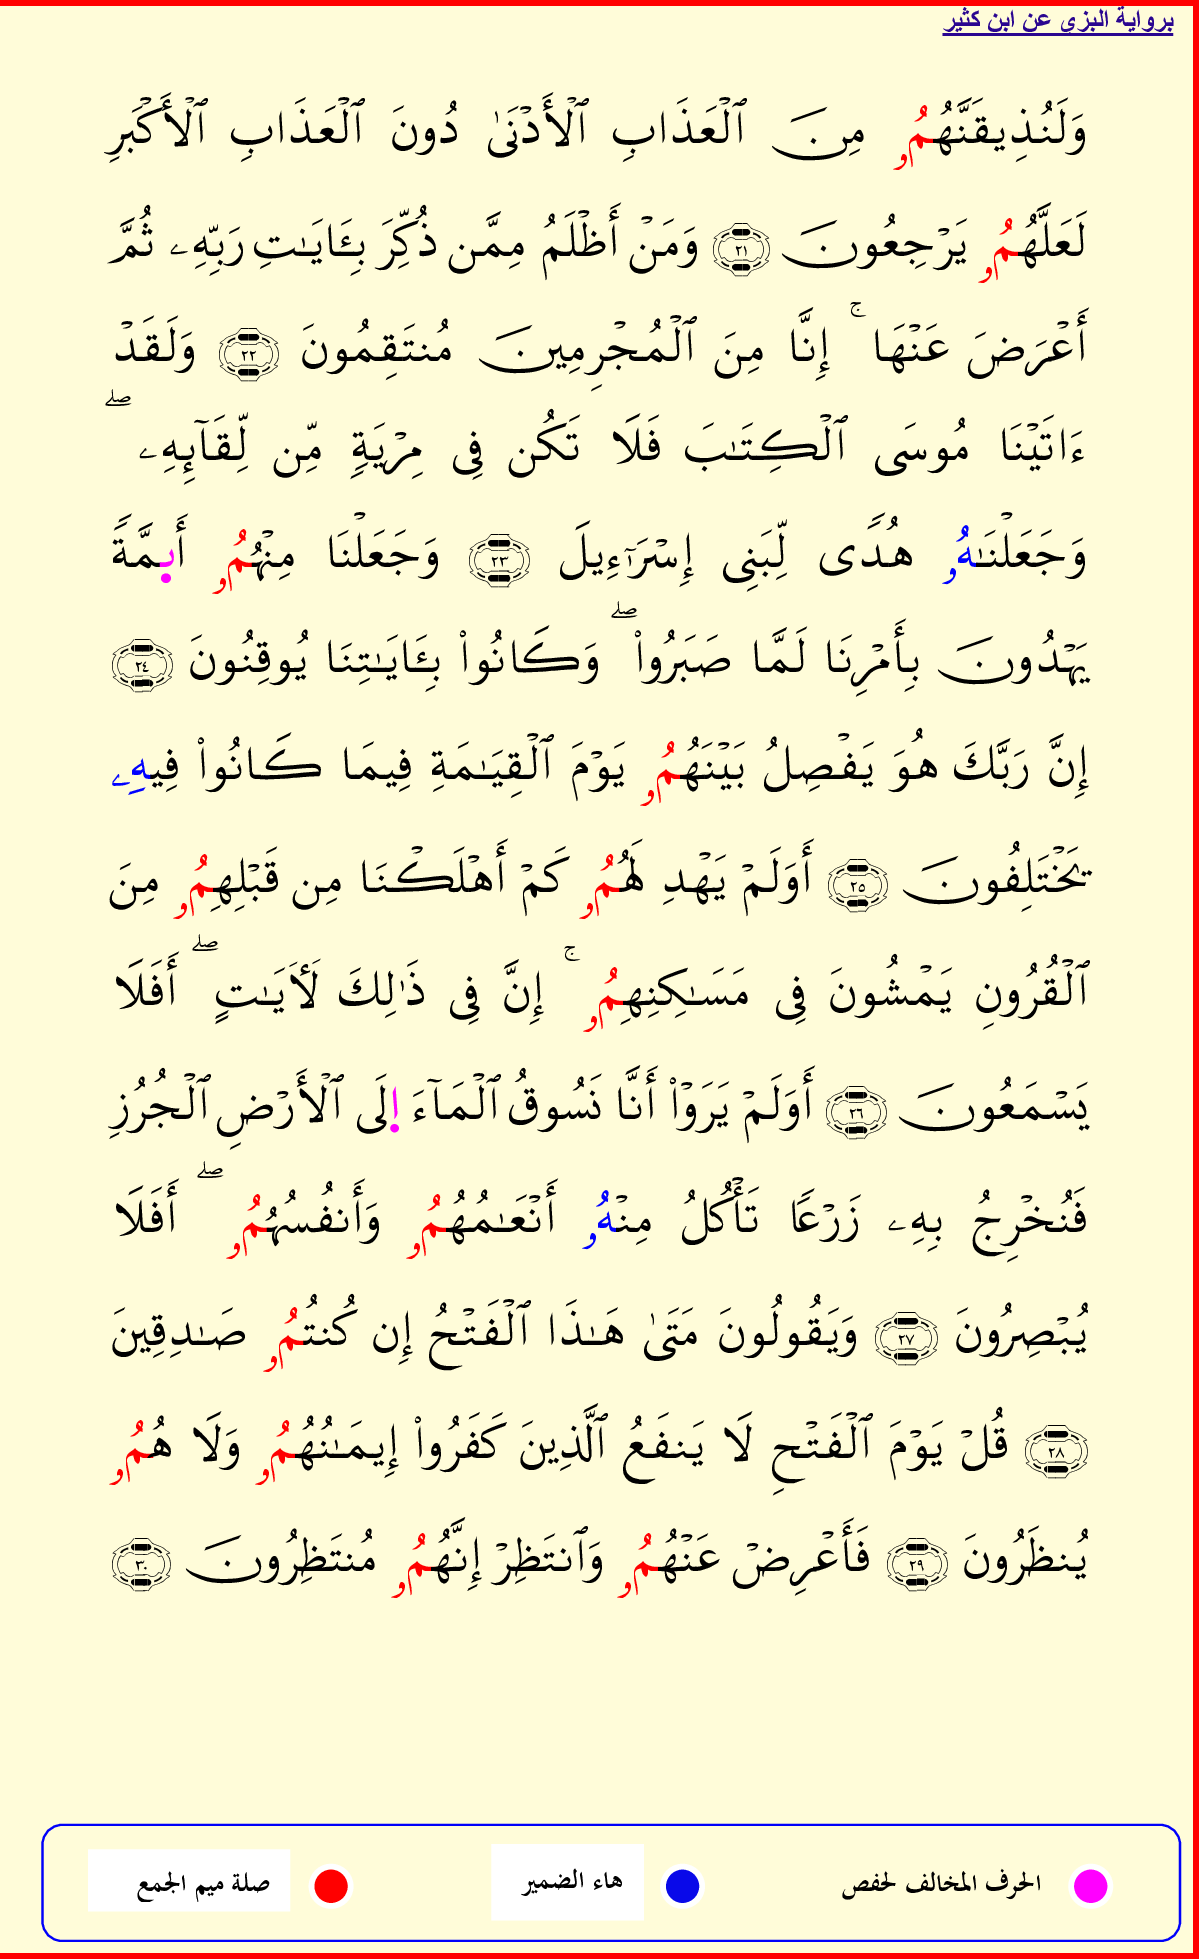 برواية البزي عن ابن كثير
وَلَنُذِيقَنَّهُمُۥ مِنَ ٱلْعَذَابِ ٱلْأَدْنَىٰ دُونَ ٱلْعَذَابِ ٱلْأَكْبَرِ
لَعَلَّهُمُۥ يَرْجِعُونَ ٢١ وَمَنْ أَظْلَمُ مِمَّن ذُكِّرَ بِـَٔايَـٰتِ رَبِّهِۦ ثُمَّ
أَعْرَضَ عَنْهَا ۚ إِنَّا مِنَ ٱلْمُجْرِمِينَ مُنتَقِمُونَ ٢٢ وَلَقَدْ
ءَاتَيْنَا مُوسَى ٱلْكِتَـٰبَ فَلَا تَكُن فِى مِرْيَةٍ مِّن لِّقَآئِهِۦ ۖ
وَجَعَلْنَـٰهُۥ هُدًى لِّبَنِى إِسْرَـٰٓءِيلَ ٢٣ وَجَعَلْنَا مِنْهُمُۥ أَىِٕمَّةً
يَهْدُونَ بِأَمْرِنَا لَمَّا صَبَرُوا۟ ۖ وَكَانُوا۟ بِـَٔايَـٰتِنَا يُوقِنُونَ ٢٤
إِنَّ رَبَّكَ هُوَ يَفْصِلُ بَيْنَهُمُۥ يَوْمَ ٱلْقِيَـٰمَةِ فِيمَا كَانُوا۟ فِيهِۦ
يَخْتَلِفُونَ ٢٥ أَوَلَمْ يَهْدِ لَهُمُۥ كَمْ أَهْلَكْنَا مِن قَبْلِهِمُۥ مِنَ
ٱلْقُرُونِ يَمْشُونَ فِى مَسَـٰكِنِهِمُۥ ۚ إِنَّ فِى ذَٰلِكَ لَـَٔايَـٰتٍ ۖ أَفَلَا
يَسْمَعُونَ ٢٦ أَوَلَمْ يَرَوْا۟ أَنَّا نَسُوقُ ٱلْمَآءَ ا۪لَى ٱلْأَرْضِ ٱلْجُرُزِ
فَنُخْرِجُ بِهِۦ زَرْعًا تَأْكُلُ مِنْهُۥ أَنْعَـٰمُهُمُۥ وَأَنفُسُهُمُۥ ۖ أَفَلَا
يُبْصِرُونَ ٢٧ وَيَقُولُونَ مَتَىٰ هَـٰذَا ٱلْفَتْحُ إِن كُنتُمُۥ صَـٰدِقِينَ
٢٨ قُلْ يَوْمَ ٱلْفَتْحِ لَا يَنفَعُ ٱلَّذِينَ كَفَرُوا۟ إِيمَـٰنُهُمُۥ وَلَا هُمُۥ
يُنظَرُونَ ٢٩ فَأَعْرِضْ عَنْهُمُۥ وَٱنتَظِرْ إِنَّهُمُۥ مُنتَظِرُونَ ٣٠
الحرف المخالف لحفص هاء الضمير صلة ميم الجمع